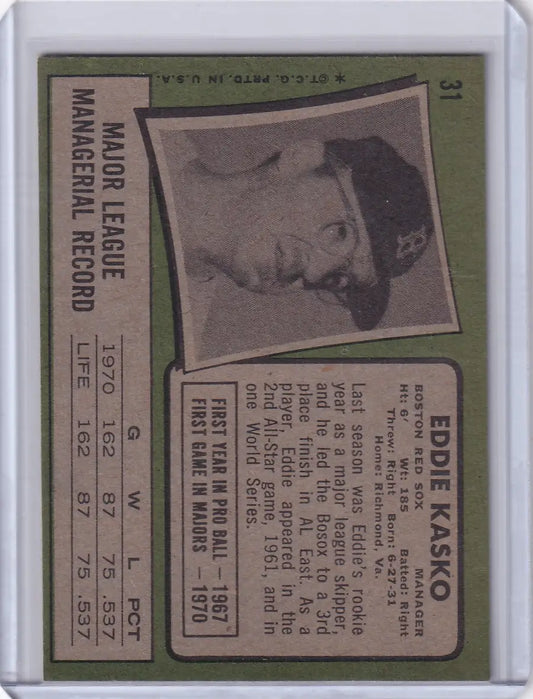 31
EDDIE KASKO
BOSTON RED SOX MANAGER
Ht: 6' Wt: 185 Batted: Right
Threw: Right Born: 6-27-31
Home: Richmond, Va.
Last season was Eddie's rookie
year as a major league skipper,
and he led the Bosox to a 3rd
place finish in AL East. As a
player, Eddie appeared in the
2nd All-Star game, 1961, and in
one World Series.
FIRST YEAR IN PRO BALL — 1967
FIRST GAME IN MAJORS — 1970
B
MAJOR LEAGUE
MANAGERIAL RECORD
G W L PCT
1970 162 87 75 .537
LIFE 162 87 75 .537
* ©T.C.G. PRTD. IN U.S.A.